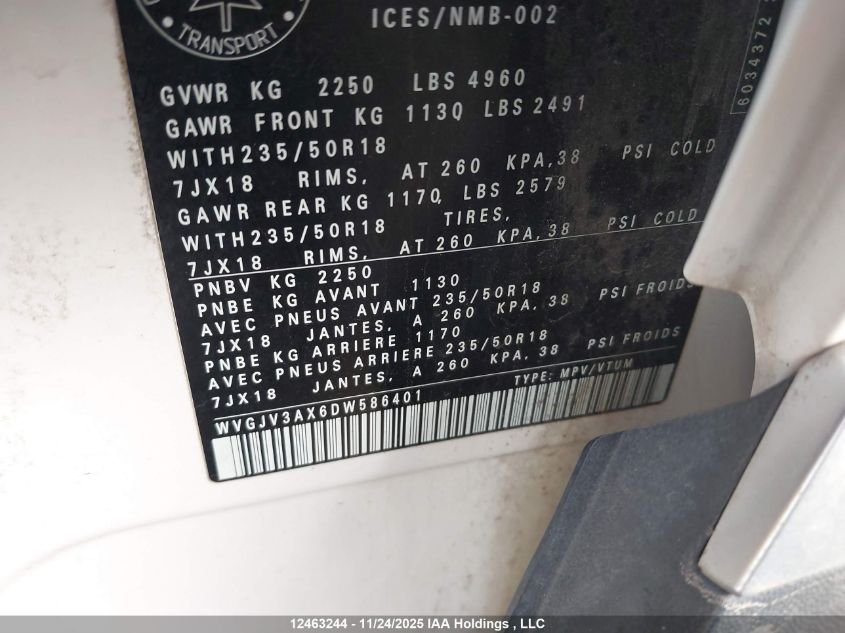 TRANSPORT
ICES/NMB-002
6034372
GVWR KG 2250 LBS 4960
GAWR FRONT KG 1130 LBS 2491
WITH235/50R18
7JX18 RIMS, AT 260 KPA,38 PSI COLD
GAWR REAR KG 1170, LBS 2579
WITH235/50R18 TIRES,
7JX18 RIMS, AT 260 KPA,38 PSI COLD
PNBV KG 2250
PNBE KG AVANT 1130
AVEC PNEUS AVANT 235/50R18
7JX18 JANTES, A 260 KPA, 38 PSI FROIDS
PNBE KG ARRIERE 1170
AVEC PNEUS ARRIERE 235/50R18
7JX18 JANTES, A 260 KPA, 38 PSI FROIDS
TYPE: MPV/VTUM
WVGJV3AX6DW586401
12463244 - 11/24/2025 IAA Holdings , LLC